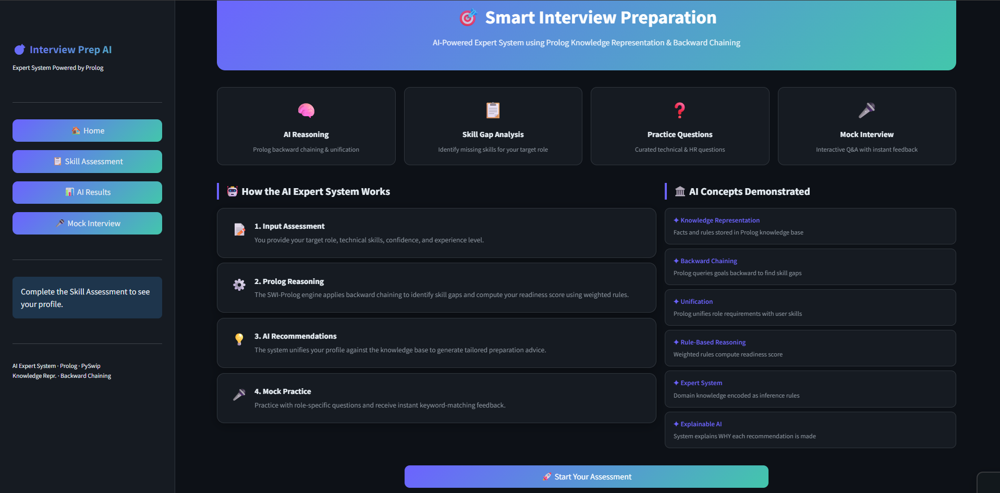 Interview Prep AI
Expert System Powered by Prolog
Home
Skill Assessment
AI Results
Mock Interview
Complete the Skill Assessment to see
your profile.
AI Expert System · Prolog · PySwip
Knowledge Repr. · Backward Chaining
Smart Interview Preparation
AI-Powered Expert System using Prolog Knowledge Representation & Backward Chaining
AI Reasoning
Prolog backward chaining & unification
Skill Gap Analysis
Identify missing skills for your target role
Practice Questions
Curated technical & HR questions
Mock Interview
Interactive Q&A with instant feedback
How the AI Expert System Works
1. Input Assessment
You provide your target role, technical skills, confidence, and experience level.
2. Prolog Reasoning
The SWI-Prolog engine applies backward chaining to identify skill gaps and compute your readiness score using weighted rules.
3. AI Recommendations
The system unifies your profile against the knowledge base to generate tailored preparation advice.
4. Mock Practice
Practice with role-specific questions and receive instant keyword-matching feedback.
AI Concepts Demonstrated
✦ Knowledge Representation
Facts and rules stored in Prolog knowledge base
✦ Backward Chaining
Prolog queries goals backward to find skill gaps
✦ Unification
Prolog unifies role requirements with user skills
✦ Rule-Based Reasoning
Weighted rules compute readiness score
✦ Expert System
Domain knowledge encoded as inference rules
✦ Explainable AI
System explains WHY each recommendation is made
Start Your Assessment